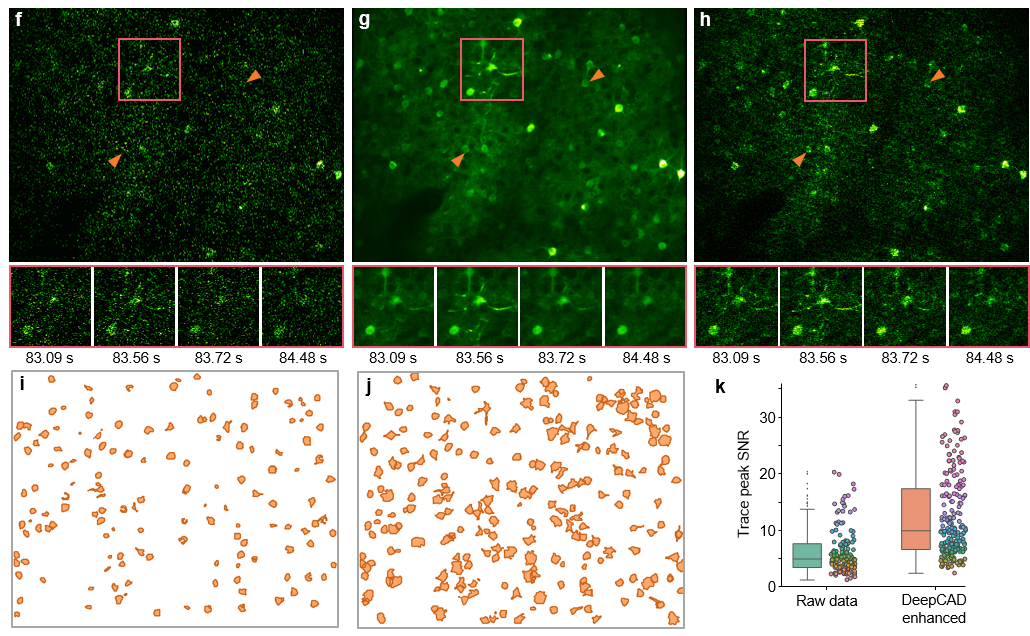 f
g
h
83.09 s 83.56 s 83.72 s 84.48 s
83.09 s 83.56 s 83.72 s 84.48 s
83.09 s 83.56 s 83.72 s 84.48 s
i
j
k
Trace peak SNR
30
20
10
0
Raw data
DeepCAD
enhanced